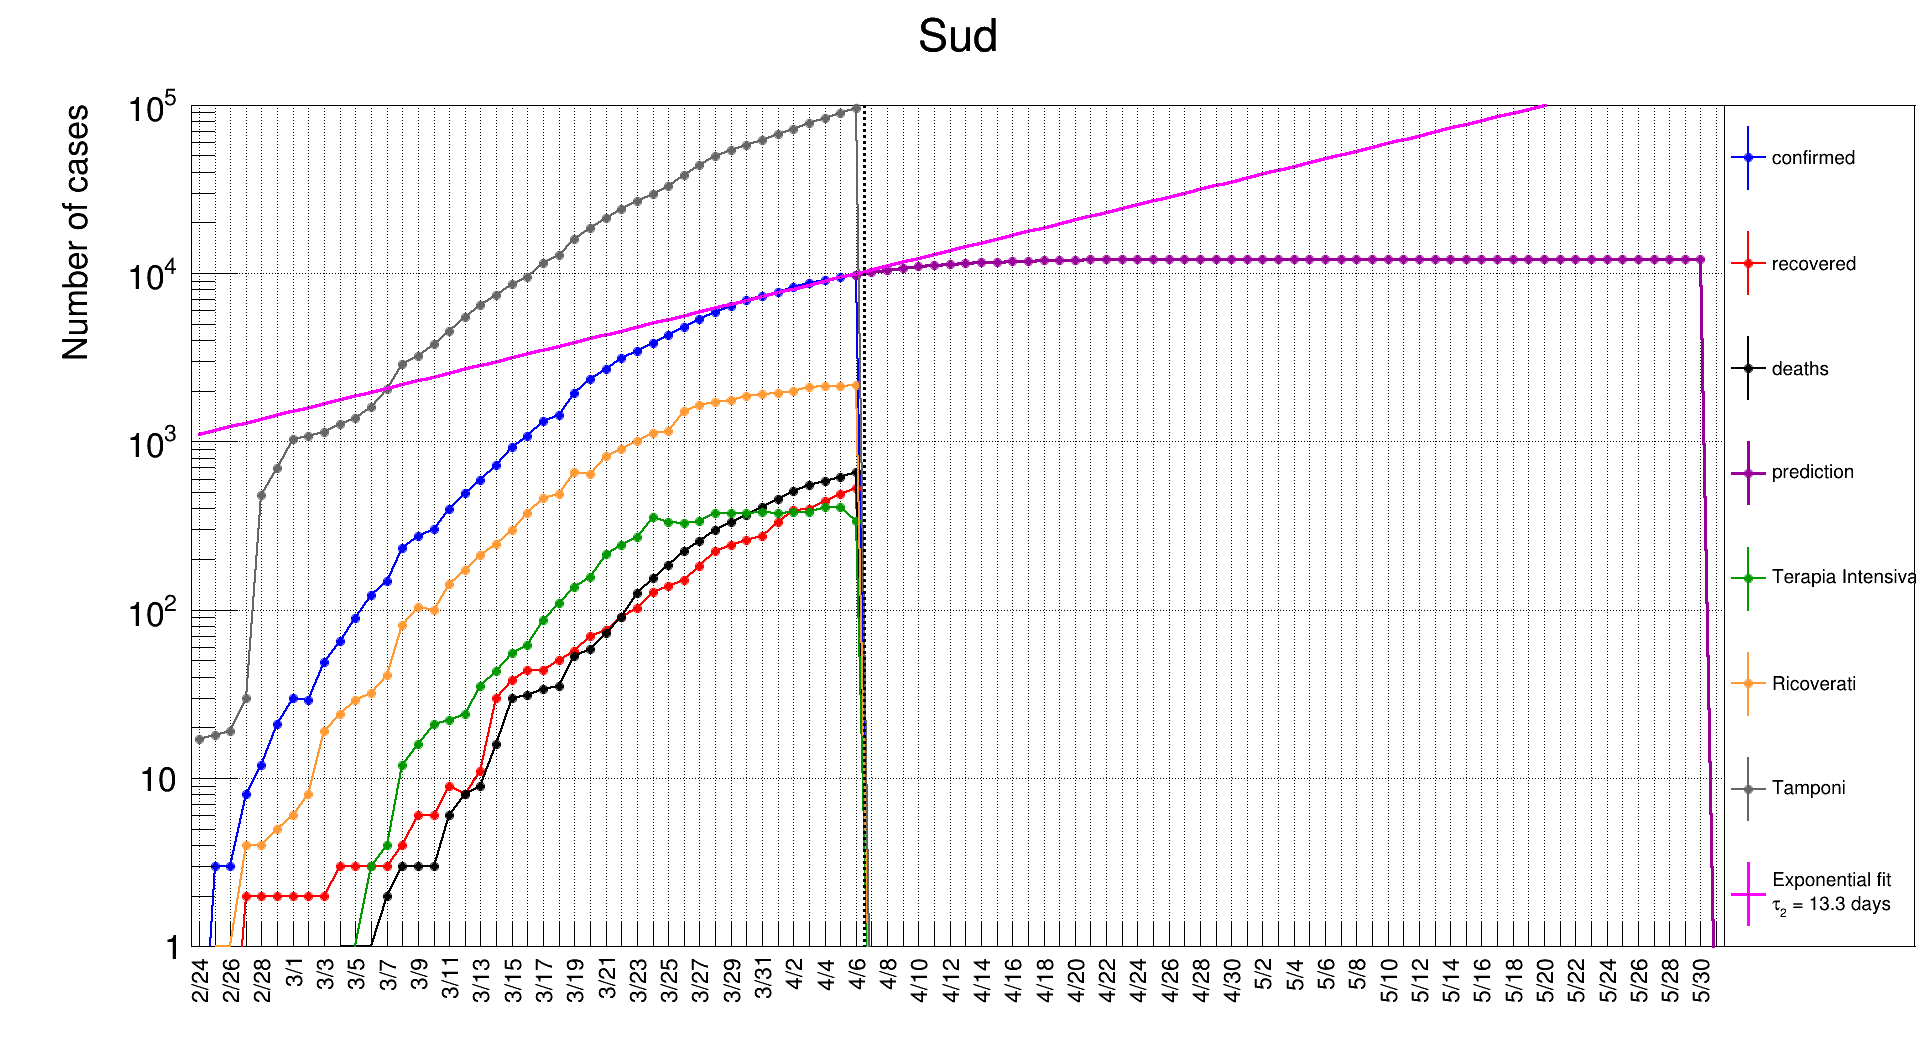 Sud
Number of cases
10^5
10^4
10^3
10^2
10
1
2/24 2/26 2/28 3/1 3/3 3/5 3/7 3/9 3/11 3/13 3/15 3/17 3/19 3/21 3/23 3/25 3/27 3/29 3/31 4/2 4/4 4/6 4/8 4/10 4/12 4/14 4/16 4/18 4/20 4/22 4/24 4/26 4/28 4/30 5/2 5/4 5/6 5/8 5/10 5/12 5/14 5/16 5/18 5/20 5/22 5/24 5/26 5/28 5/30
confirmed
recovered
deaths
prediction
Terapia Intensiva
Ricoverati
Tamponi
Exponential fit
τ₂ = 13.3 days